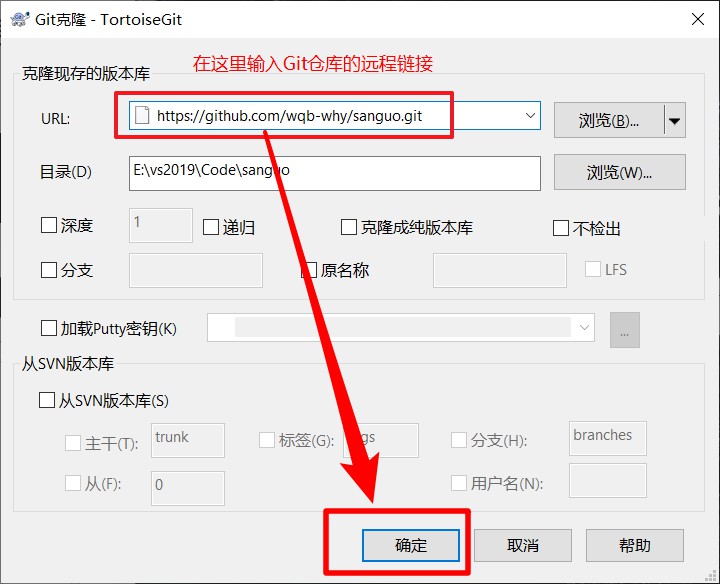 Git克隆 - TortoiseGit
在这里输入Git仓库的远程链接
克隆现存的版本库
URL: https://github.com/wqb-why/sanguo.git 浏览(B)...
目录(D) E:\vs2019\Code\sanguo 浏览(W)...
深度 1 递归 克隆成纯版本库 不检出
分支 原名称 LFS
加载Putty密钥(K) ...
从SVN版本库
从SVN版本库(S)
主干(T): trunk 标签(G): gs 分支(H): branches
从(F): 0 用户名(N):
确定 取消 帮助